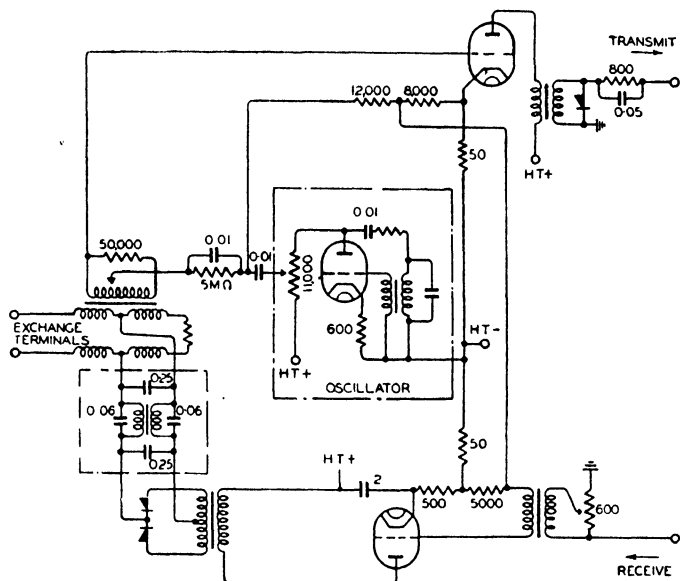 TRANSMIT
800
0·05
12,000
8,000
HT+
50
50,000
0·01
5MΩ
0·01
0 01
11,000
600
HT+
OSCILLATOR
HT-
EXCHANGE
TERMINALS
0·25
0·06
0·06
0·25
50
HT+
2
500
5000
600
RECEIVE